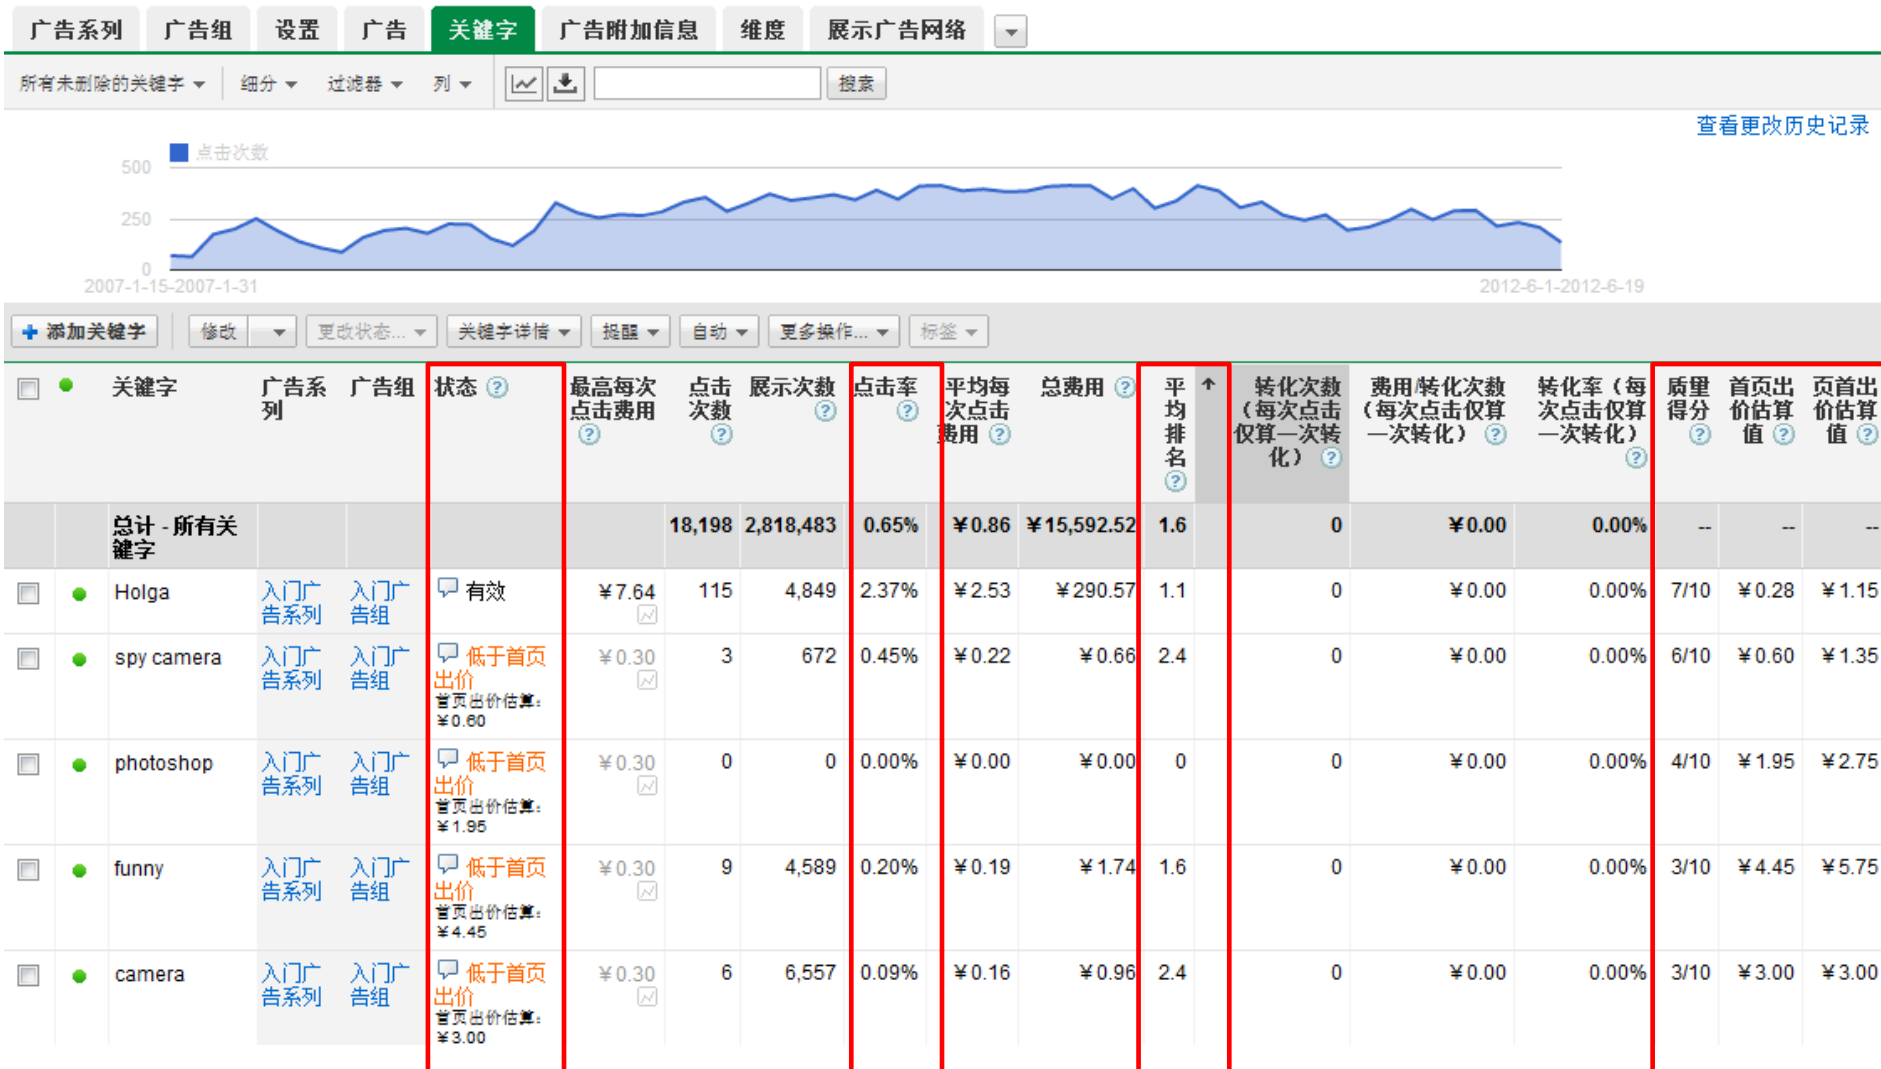 广告系列 广告组 设置 广告 关键字 广告附加信息 维度 展示广告网络
所有未删除的关键字 细分 过滤器 列 搜索
查看更改历史记录
点击次数
500
250
0
2007-1-15-2007-1-31 2012-6-1-2012-6-19
添加关键字 修改 更改状态... 关键字详情 提醒 自动 更多操作... 标签
关键字 广告系列 广告组 状态 ? 最高每次点击费用 ? 点击次数 ? 展示次数 ? 点击率 ? 平均每次点击费用 ? 总费用 ? 平均排名 ? ↑ 转化次数（每次点击仅算一次转化） ? 费用/转化次数（每次点击仅算一次转化） ? 转化率（每次点击仅算一次转化） ? 质量得分 ? 首页出价估算值 ? 页首出价估算值 ?
总计 - 所有关键字 18,198 2,818,483 0.65% ¥0.86 ¥15,592.52 1.6 0 ¥0.00 0.00% -- -- --
Holga 入门广告系列 入门广告组 有效 ¥7.64 115 4,849 2.37% ¥2.53 ¥290.57 1.1 0 ¥0.00 0.00% 7/10 ¥0.28 ¥1.15
spy camera 入门广告系列 入门广告组 低于首页出价 首页出价估算: ¥0.60 ¥0.30 3 672 0.45% ¥0.22 ¥0.66 2.4 0 ¥0.00 0.00% 6/10 ¥0.60 ¥1.35
photoshop 入门广告系列 入门广告组 低于首页出价 首页出价估算: ¥1.95 ¥0.30 0 0 0.00% ¥0.00 ¥0.00 0 0 ¥0.00 0.00% 4/10 ¥1.95 ¥2.75
funny 入门广告系列 入门广告组 低于首页出价 首页出价估算: ¥4.45 ¥0.30 9 4,589 0.20% ¥0.19 ¥1.74 1.6 0 ¥0.00 0.00% 3/10 ¥4.45 ¥5.75
camera 入门广告系列 入门广告组 低于首页出价 首页出价估算: ¥3.00 ¥0.30 6 6,557 0.09% ¥0.16 ¥0.96 2.4 0 ¥0.00 0.00% 3/10 ¥3.00 ¥3.00